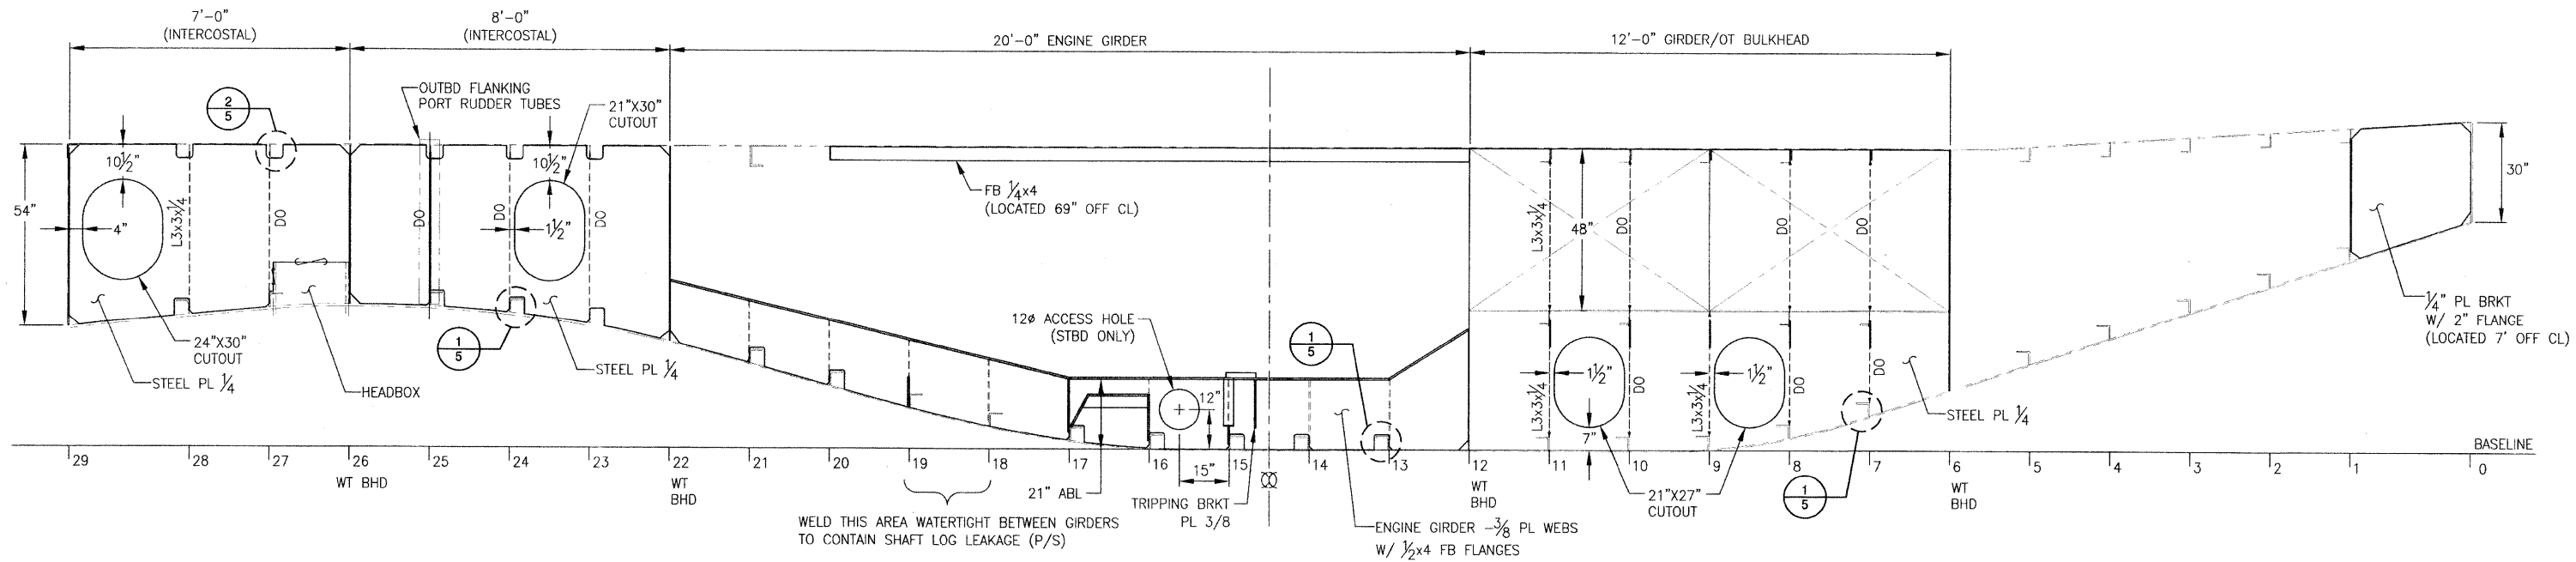 7'-0"
(INTERCOSTAL)
8'-0"
(INTERCOSTAL)
20'-0" ENGINE GIRDER
12'-0" GIRDER/OT BULKHEAD
2
5
OUTBD FLANKING
PORT RUDDER TUBES
21"X30"
CUTOUT
10½"
10½"
54"
4"
L3x3x¼
DO
DO
DO
1½"
DO
FB ¼x4
(LOCATED 69" OFF CL)
L3x3x¼
48"
DO
DO
DO
30"
24"X30"
CUTOUT
STEEL PL ¼
HEADBOX
1
5
STEEL PL ¼
12ø ACCESS HOLE
(STBD ONLY)
1
5
12"
L3x3x¼
1½"
DO
L3x3x¼
1½"
DO
DO
7"
STEEL PL ¼
¼" PL BRKT
W/ 2" FLANGE
(LOCATED 7' OFF CL)
BASELINE
29
28
27
26
25
24
23
22
21
20
19
18
17
16
15
14
13
12
11
10
9
8
7
6
5
4
3
2
1
0
WT BHD
WT
BHD
WT
BHD
WT
BHD
15"
21" ABL
TRIPPING BRKT
PL 3/8
21"X27"
CUTOUT
1
5
WELD THIS AREA WATERTIGHT BETWEEN GIRDERS
TO CONTAIN SHAFT LOG LEAKAGE (P/S)
ENGINE GIRDER -⅜ PL WEBS
W/ ½x4 FB FLANGES